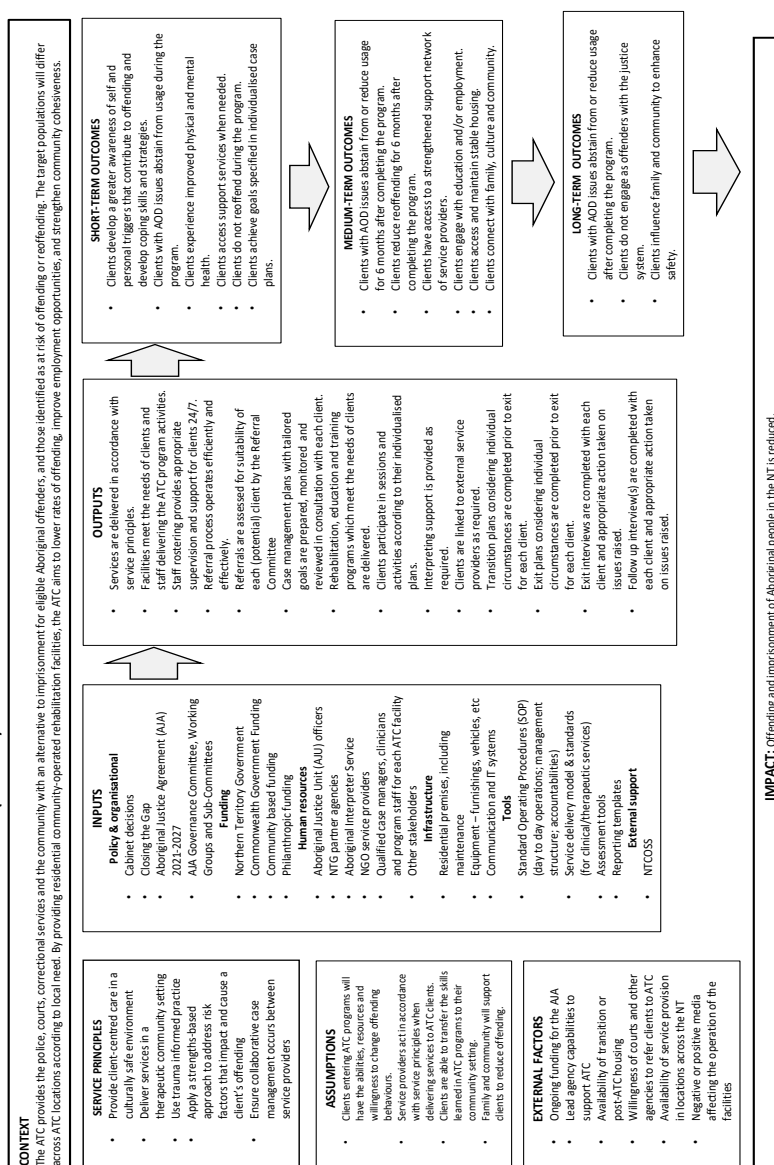 CONTEXT
The ATC provides the police, courts, correctional services and the community with an alternative to imprisonment for eligible Aboriginal offenders, and those identified as at risk of offending or reoffending. The target populations will differ
across ATC locations according to local need. By providing residential community-operated rehabilitation facilities, the ATC aims to lower rates of offending, improve employment opportunities, and strengthen community cohesiveness.
SERVICE PRINCIPLES
• Provide client-centred care in a
culturally safe environment
• Deliver services in a
therapeutic community setting
• Use trauma informed practice
• Apply a strengths-based
approach to address risk
factors that impact and cause a
client's offending
• Ensure collaborative case
management occurs between
service providers
ASSUMPTIONS
• Clients entering ATC programs will
have the abilities, resources and
willingness to change offending
behaviours.
• Service providers act in accordance
with service principles when
delivering services to ATC clients.
• Clients are able to transfer the skills
learned in ATC programs to their
community setting.
• Family and community will support
clients to reduce offending.
EXTERNAL FACTORS
• Ongoing funding for the AJA
• Lead agency capabilities to
support ATC
• Availability of transition or
post-ATC housing
• Willingness of courts and other
agencies to refer clients to ATC
• Availability of service provision
in locations across the NT
• Negative or positive media
affecting the operation of the
facilities
INPUTS
Policy & organisational
• Cabinet decisions
• Closing the Gap
• Aboriginal Justice Agreement (AJA)
2021-2027
• AJA Governance Committee, Working
Groups and Sub-Committees
Funding
• Northern Territory Government
• Commonwealth Government Funding
• Community based funding
• Philanthropic funding
Human resources
• Aboriginal Justice Unit (AJU) officers
• NTG partner agencies
• Aboriginal Interpreter Service
• NGO service providers
• Qualified case managers, clinicians
and program staff for each ATC facility
• Other stakeholders
Infrastructure
• Residential premises, including
maintenance
• Equipment – furnishings, vehicles, etc
• Communication and IT systems
Tools
• Standard Operating Procedures (SOP)
(day to day operations; management
structure; accountabilities)
• Service delivery model & standards
(for clinical/therapeutic services)
• Assessment tools
• Reporting templates
External support
• NTCOSS
OUTPUTS
• Services are delivered in accordance with
service principles.
• Facilities meet the needs of clients and
staff delivering the ATC program activities.
• Staff rostering provides appropriate
supervision and support for clients 24/7.
• Referral process operates efficiently and
effectively.
• Referrals are assessed for suitability of
each (potential) client by the Referral
Committee
• Case management plans with tailored
goals are prepared, monitored and
reviewed in consultation with each client.
• Rehabilitation, education and training
programs which meet the needs of clients
are delivered.
• Clients participate in sessions and
activities according to their individualised
plans.
• Interpreting support is provided as
required.
• Clients are linked to external service
providers as required.
• Transition plans considering individual
circumstances are completed prior to exit
for each client.
• Exit plans considering individual
circumstances are completed prior to exit
for each client.
• Exit interviews are completed with each
client and appropriate action taken on
issues raised.
• Follow up interview(s) are completed with
each client and appropriate action taken
on issues raised.
SHORT-TERM OUTCOMES
• Clients develop a greater awareness of self and
personal triggers that contribute to offending and
develop coping skills and strategies.
• Clients with AOD issues abstain from usage during the
program.
• Clients experience improved physical and mental
health.
• Clients access support services when needed.
• Clients do not reoffend during the program.
• Clients achieve goals specified in individualised case
plans.
MEDIUM-TERM OUTCOMES
• Clients with AOD issues abstain from or reduce usage
for 6 months after completing the program.
• Clients reduce reoffending for 6 months after
completing the program.
• Clients have access to a strengthened support network
of service providers.
• Clients engage with education and/or employment.
• Clients access and maintain stable housing.
• Clients connect with family, culture and community.
LONG-TERM OUTCOMES
• Clients with AOD issues abstain from or reduce usage
after completing the program.
• Clients do not engage as offenders with the justice
system.
• Clients influence family and community to enhance
safety.
IMPACT: Offending and imprisonment of Aboriginal people in the NT is reduced.